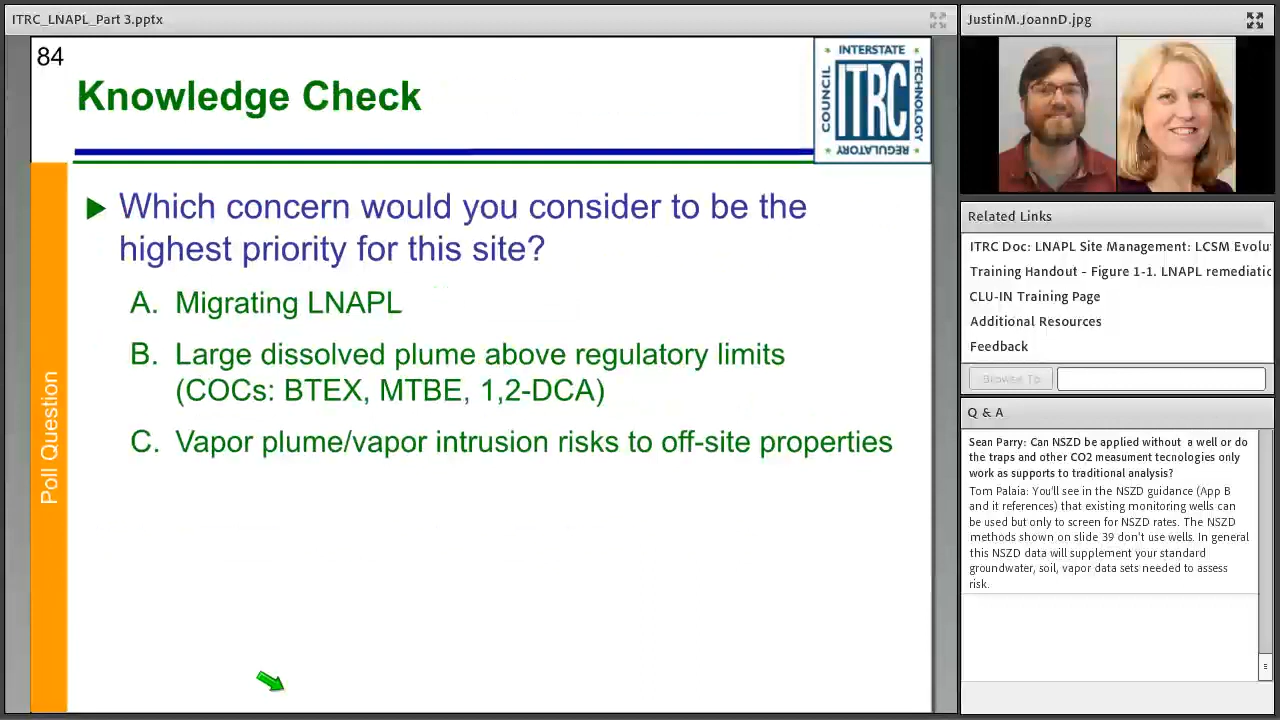 ITRC_LNAPL_Part 3.pptx
84
Knowledge Check
INTERSTATE
COUNCIL
ITRC
TECHNOLOGY
REGULATORY
Which concern would you consider to be the
highest priority for this site?
A. Migrating LNAPL
B. Large dissolved plume above regulatory limits
(COCs: BTEX, MTBE, 1,2-DCA)
C. Vapor plume/vapor intrusion risks to off-site properties
Poll Question
JustinM.JoannD.jpg
Related Links
ITRC Doc: LNAPL Site Management: LCSM Evolu
Training Handout – Figure 1-1. LNAPL remediatic
CLU-IN Training Page
Additional Resources
Feedback
Browse To
Q & A
Sean Parry: Can NSZD be applied without a well or do
the traps and other CO2 measument tecnologies only
work as supports to traditional analysis?
Tom Palaia: You'll see in the NSZD guidance (App B
and it references) that existing monitoring wells can
be used but only to screen for NSZD rates. The NSZD
methods shown on slide 39 don't use wells. In general
this NSZD data will supplement your standard
groundwater, soil, vapor data sets needed to assess
risk.